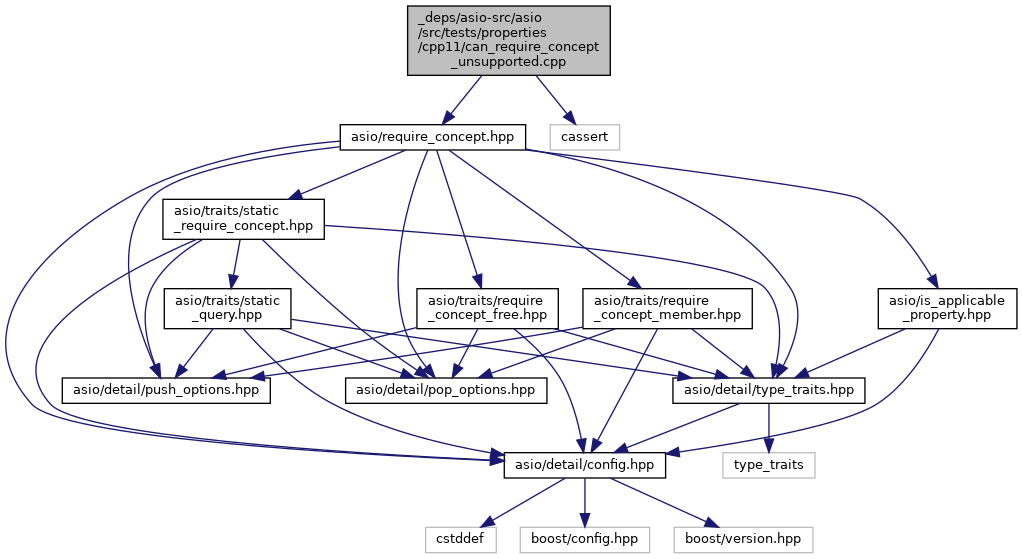 _deps/asio-src/asio
/src/tests/properties
/cpp11/can_require_concept
_unsupported.cpp
asio/require_concept.hpp
cassert
asio/traits/static
_require_concept.hpp
asio/traits/static
_query.hpp
asio/traits/require
_concept_free.hpp
asio/traits/require
_concept_member.hpp
asio/is_applicable
_property.hpp
asio/detail/push_options.hpp
asio/detail/pop_options.hpp
asio/detail/type_traits.hpp
asio/detail/config.hpp
type_traits
cstddef
boost/config.hpp
boost/version.hpp